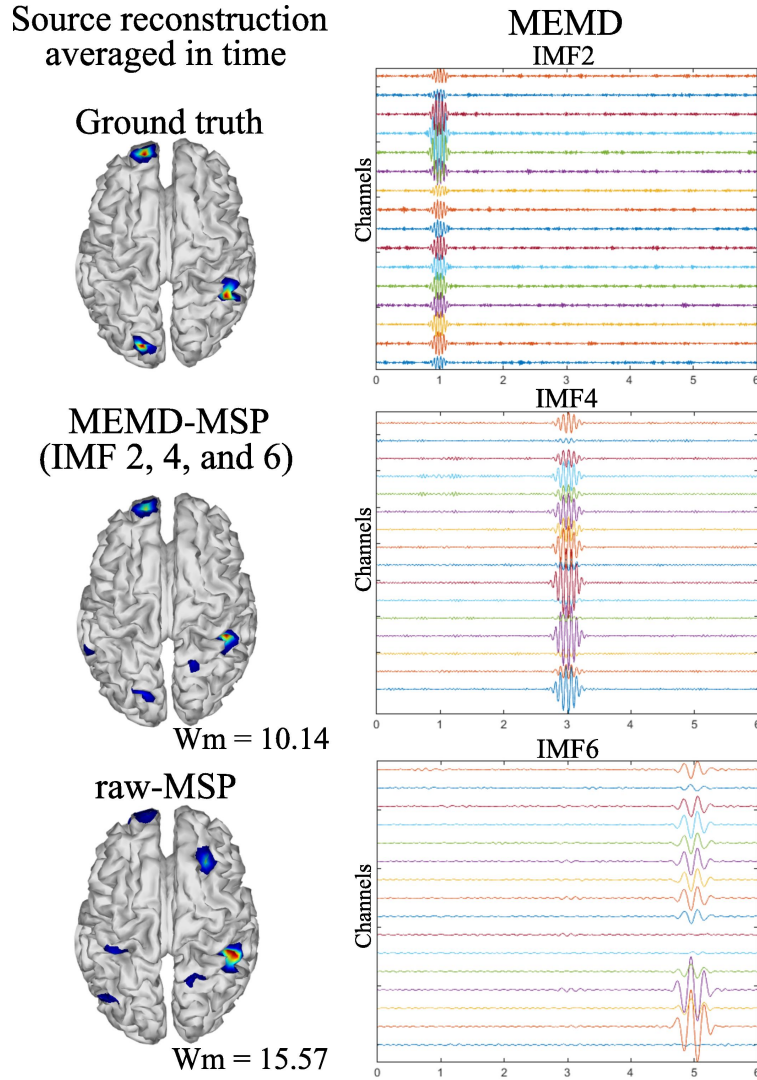 Source reconstruction
averaged in time
Ground truth
MEMD-MSP
(IMF 2, 4, and 6)
Wm = 10.14
raw-MSP
Wm = 15.57
MEMD
IMF2
Channels
0 1 2 3 4 5 6
IMF4
Channels
0 1 2 3 4 5 6
IMF6
Channels
0 1 2 3 4 5 6